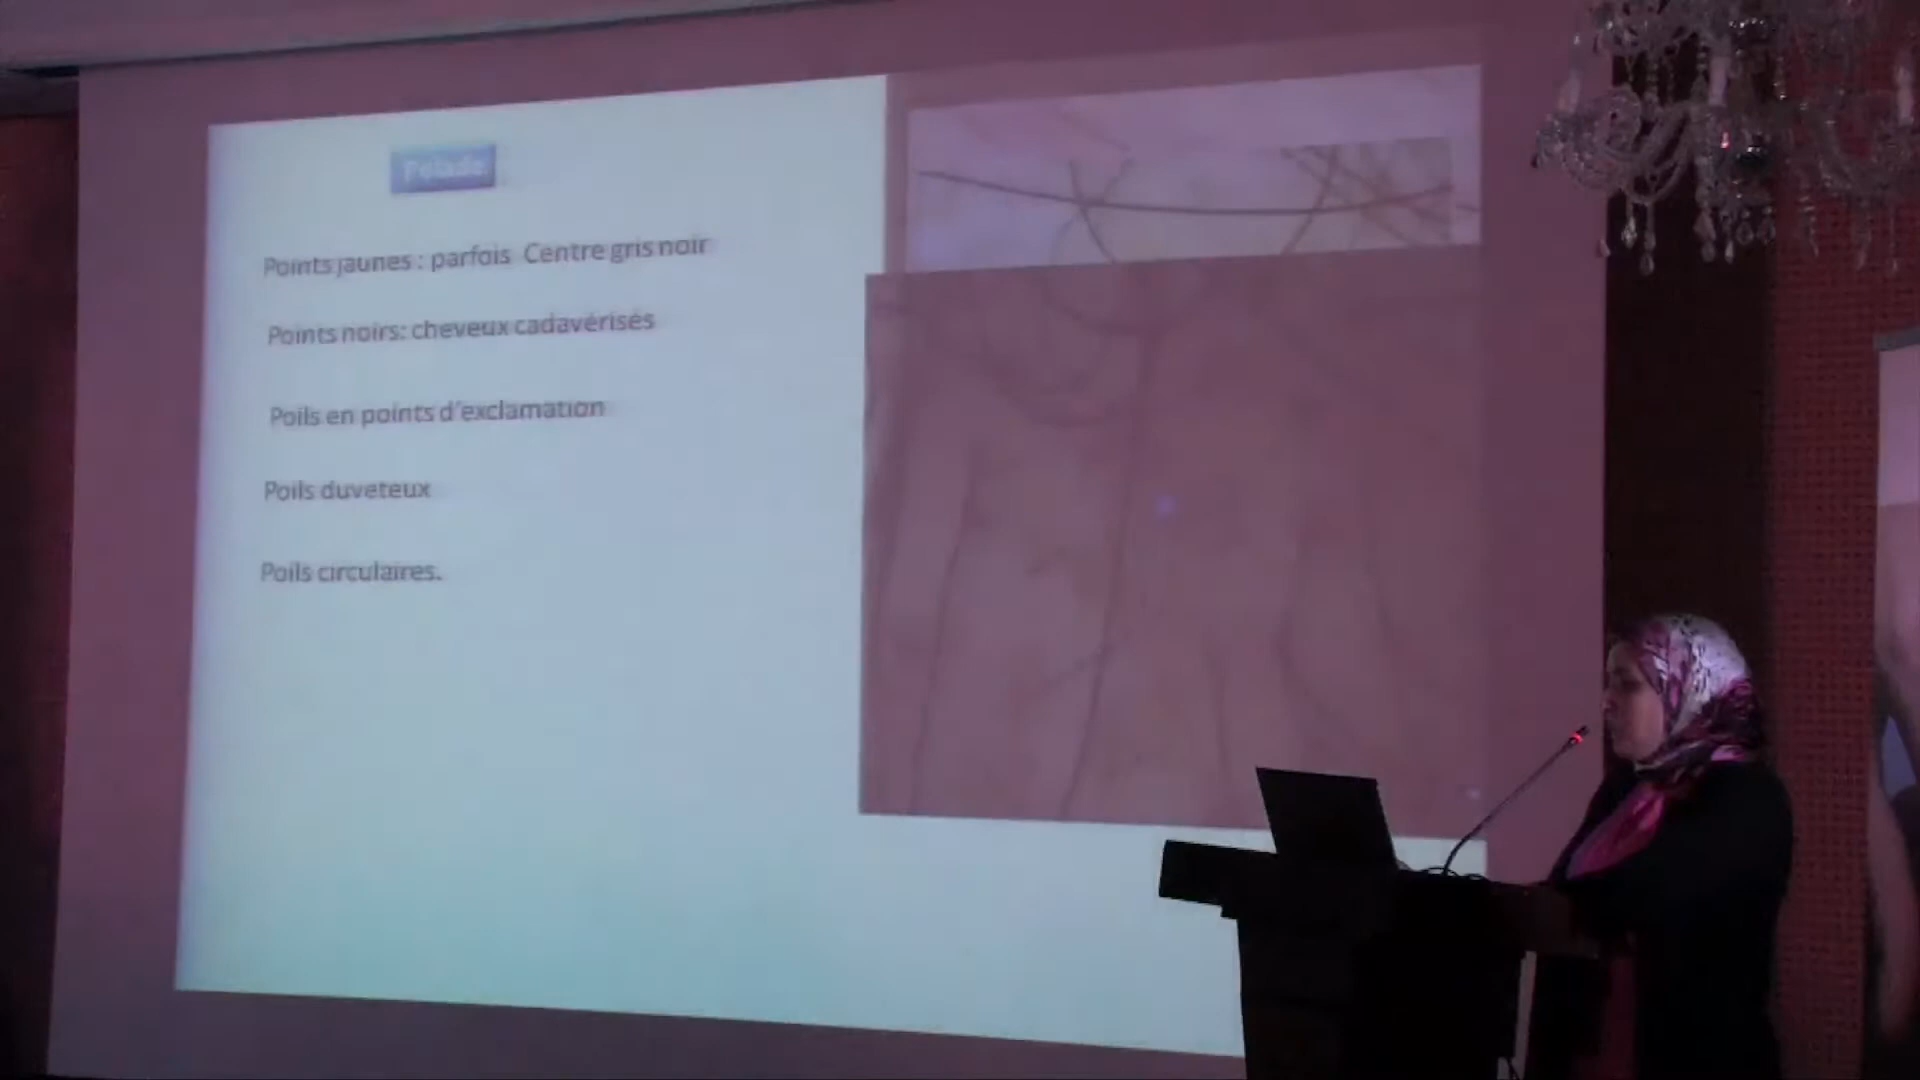 Pelade
Points jaunes : parfois Centre gris noir
Points noirs: cheveux cadavérisés
Poils en points d'exclamation
Poils duveteux
Poils circulaires.